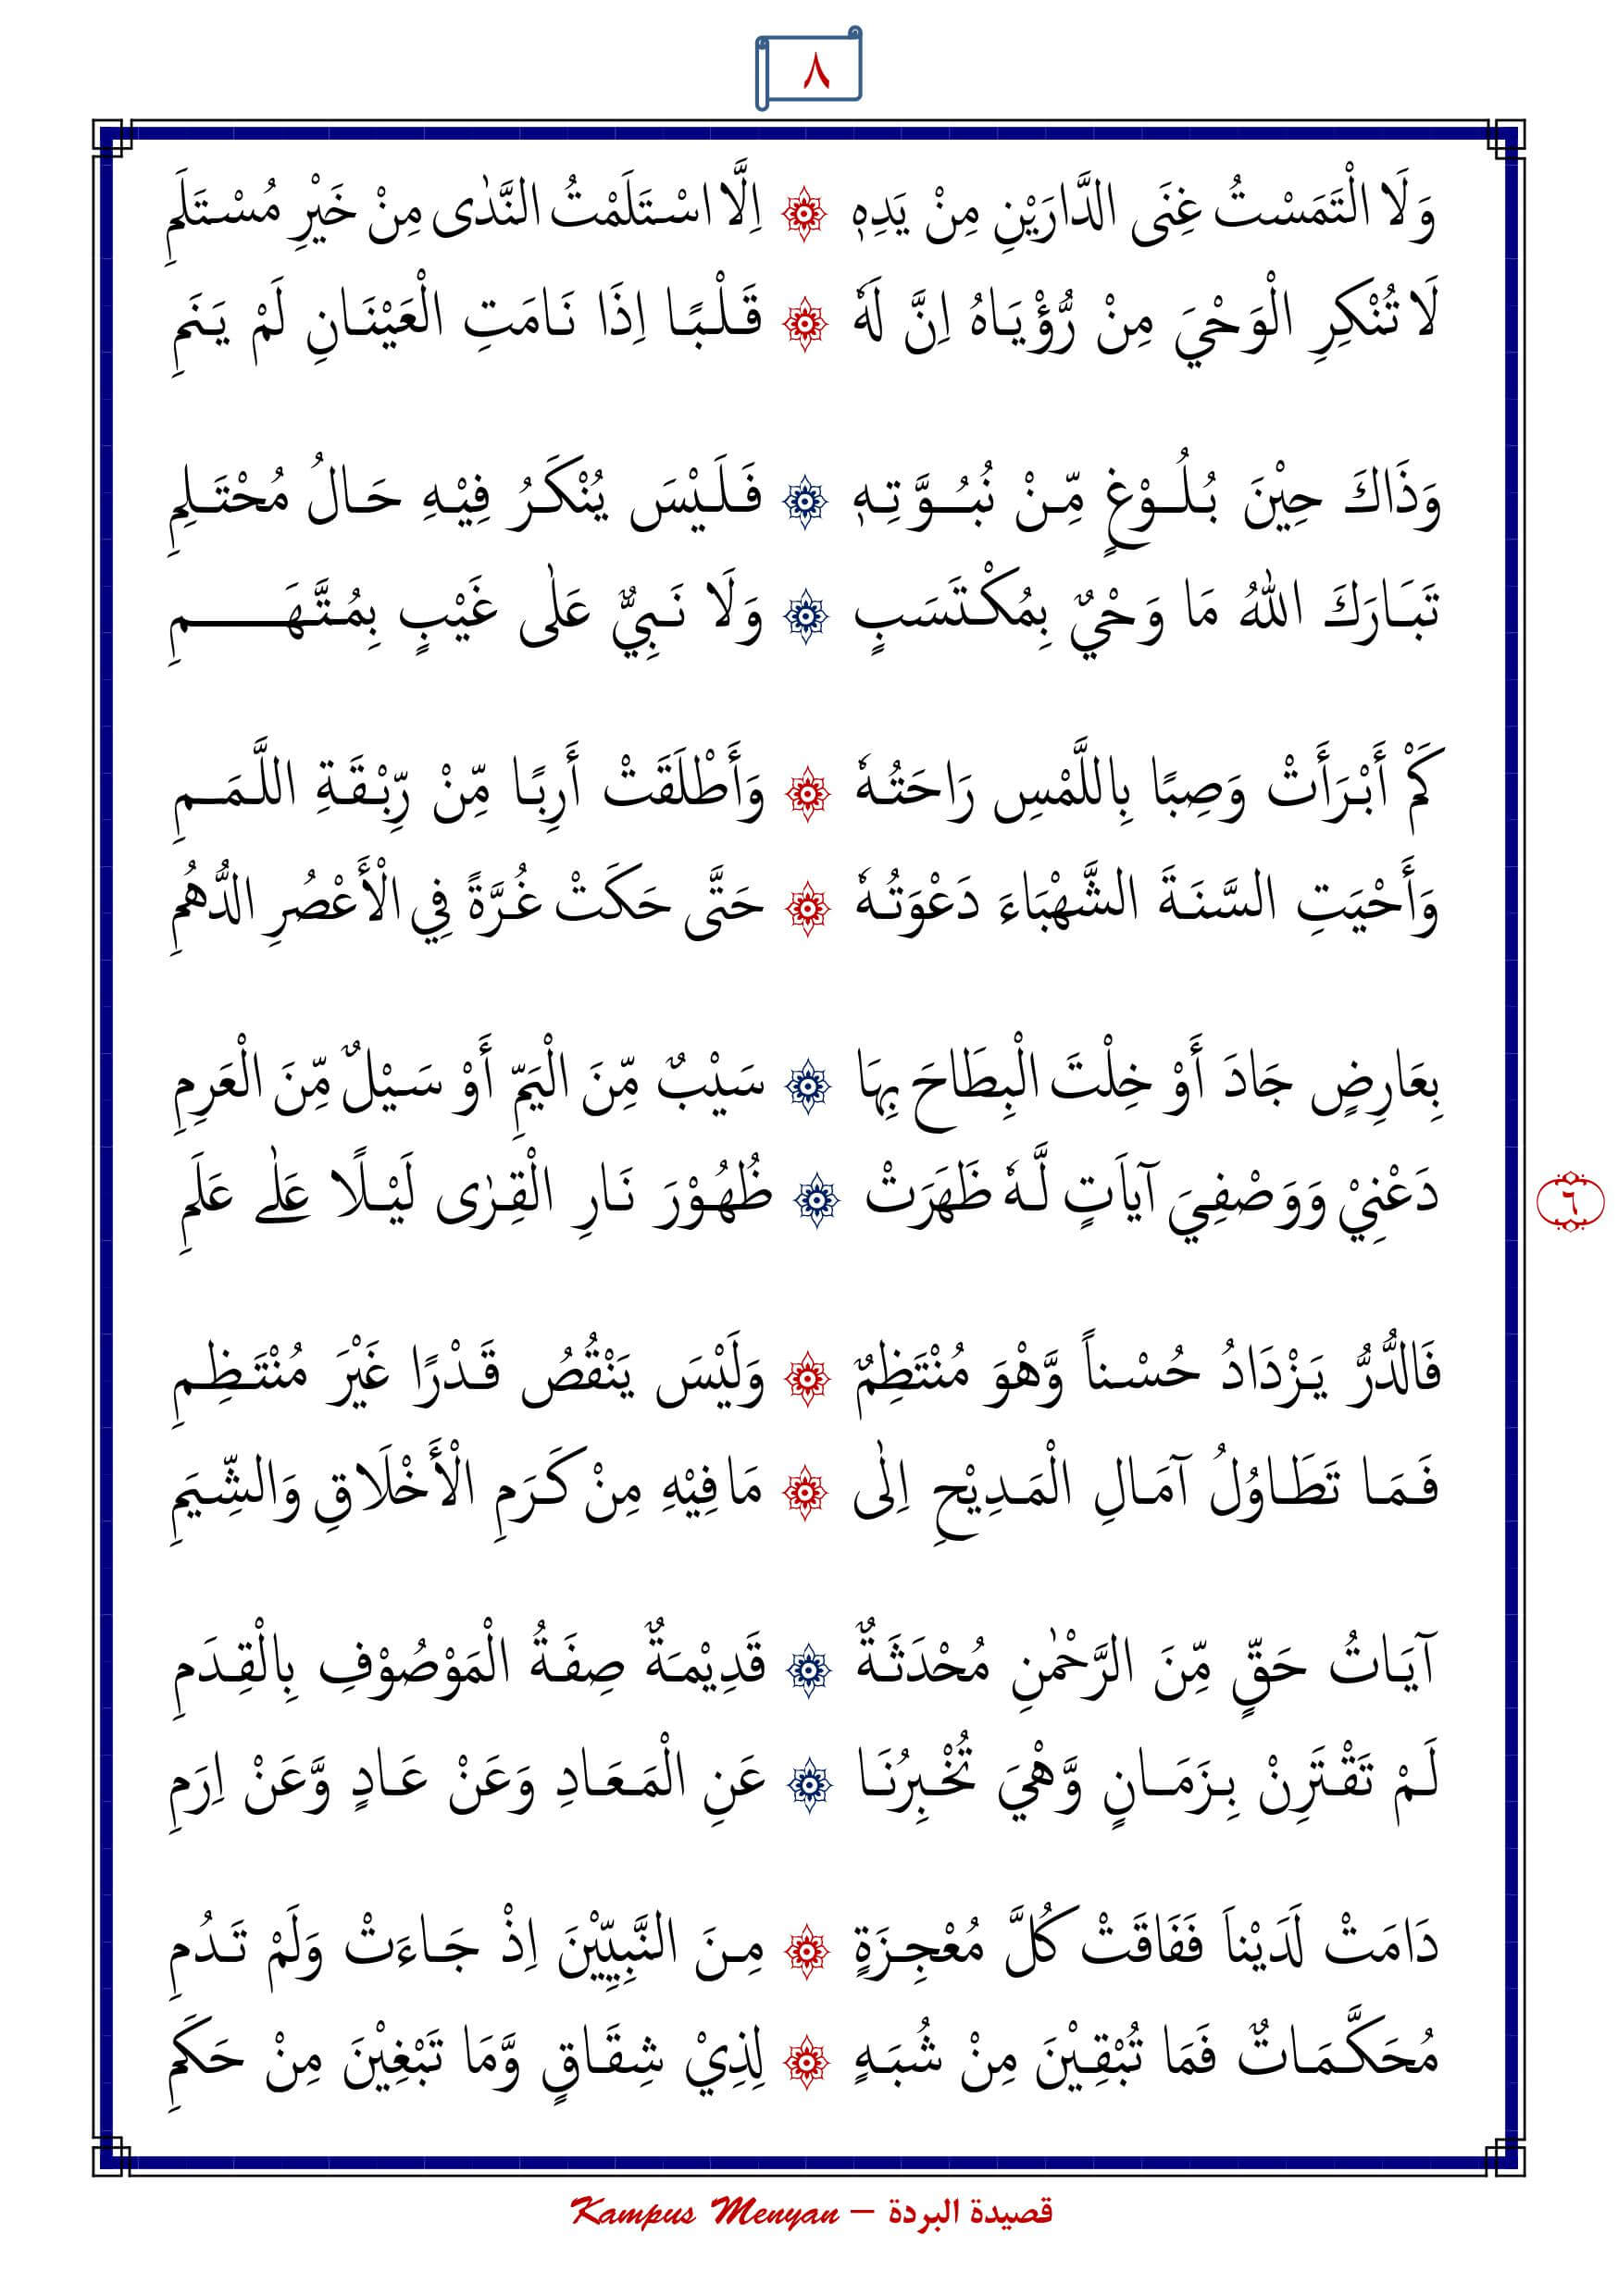 ٨
وَلَا الْتَمَسْتُ غِنَى الدَّارَيْنِ مِنْ يَدِهٖ ۞ اِلَّا اسْتَلَمْتُ النَّدٰى مِنْ خَيْرِ مُسْتَلَمِ
لَا تُنْكِرِ الْوَحْيَ مِنْ رُّؤْيَاهُ اِنَّ لَهٗ ۞ قَلْبًا اِذَا نَامَتِ الْعَيْنَانِ لَمْ يَنَمِ
وَذَاكَ حِيْنَ بُلُوْغٍ مِّنْ نُبُوَّتِهٖ ۞ فَلَيْسَ يُنْكَرُ فِيْهِ حَالُ مُحْتَلِمِ
تَبَارَكَ اللهُ مَا وَحْيٌ بِمُكْتَسَبٍ ۞ وَلَا نَبِيٌّ عَلٰى غَيْبٍ بِمُتَّهَمِ
كَمْ أَبْرَأَتْ وَصِبًا بِاللَّمْسِ رَاحَتُهٗ ۞ وَأَطْلَقَتْ أَرِبًا مِّنْ رِّبْقَةِ اللَّمَمِ
وَأَحْيَتِ السَّنَةَ الشَّهْبَاءَ دَعْوَتُهٗ ۞ حَتَّى حَكَتْ غُرَّةً فِي الْأَعْصُرِ الدُّهُمِ
بِعَارِضٍ جَادَ أَوْ خِلْتَ الْبِطَاحَ بِهَا ۞ سَيْبٌ مِّنَ الْيَمِّ أَوْ سَيْلٌ مِّنَ الْعَرِمِ
دَعْنِيْ وَوَصْفِيَ آيَاتٍ لَّهٗ ظَهَرَتْ ۞ ظُهُوْرَ نَارِ الْقِرٰى لَيْلًا عَلٰى عَلَمِ
٦
فَالدُّرُّ يَزْدَادُ حُسْناً وَّهْوَ مُنْتَظِمٌ ۞ وَلَيْسَ يَنْقُصُ قَدْرًا غَيْرَ مُنْتَظِمِ
فَمَا تَطَاوُلُ آمَالِ الْمَدِيْحِ اِلٰى ۞ مَا فِيْهِ مِنْ كَرَمِ الْأَخْلَاقِ وَالشِّيَمِ
آيَاتُ حَقٍّ مِّنَ الرَّحْمٰنِ مُحْدَثَةٌ ۞ قَدِيْمَةٌ صِفَةُ الْمَوْصُوْفِ بِالْقِدَمِ
لَمْ تَقْتَرِنْ بِزَمَانٍ وَّهْيَ تُخْبِرُنَا ۞ عَنِ الْمَعَادِ وَعَنْ عَادٍ وَّعَنْ اِرَمِ
دَامَتْ لَدَيْناَ فَفَاقَتْ كُلَّ مُعْجِزَةٍ ۞ مِنَ النَّبِيِّيْنَ اِذْ جَاءَتْ وَلَمْ تَدُمِ
مُحَكَّمَاتٌ فَمَا تُبْقِيْنَ مِنْ شُبَهٍ ۞ لِذِيْ شِقَاقٍ وَّمَا تَبْغِيْنَ مِنْ حَكَمِ
قصيدة البردة – Kampus Menyan